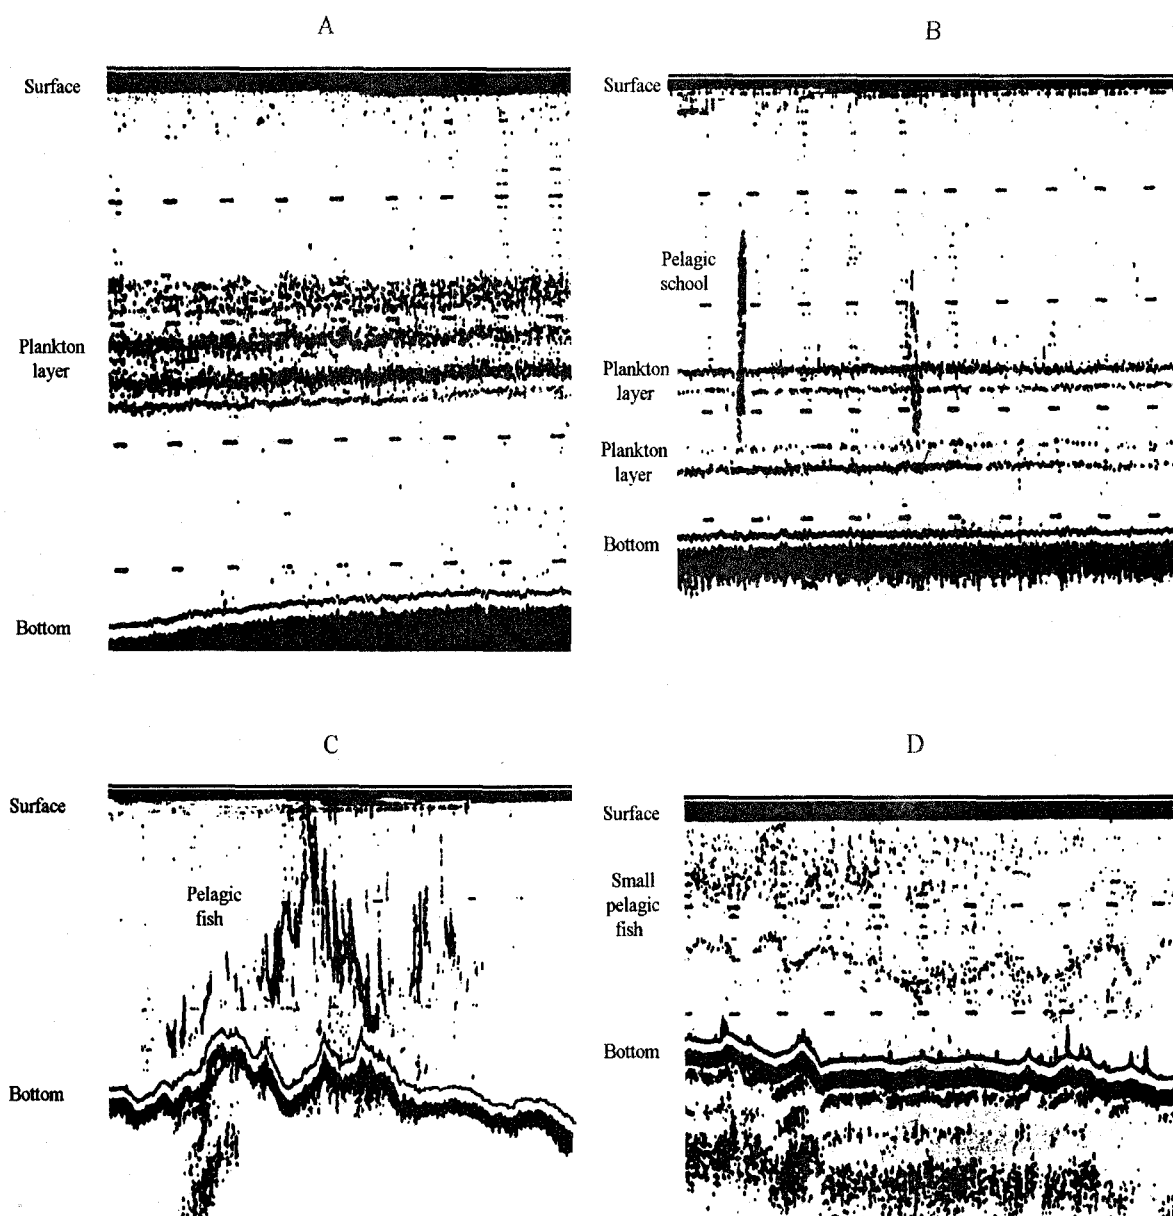 A
Surface
Plankton
layer
Bottom
B
Surface
Pelagic
school
Plankton
layer
Plankton
layer
Bottom
C
Surface
Pelagic
fish
Bottom
D
Surface
Small
pelagic
fish
Bottom